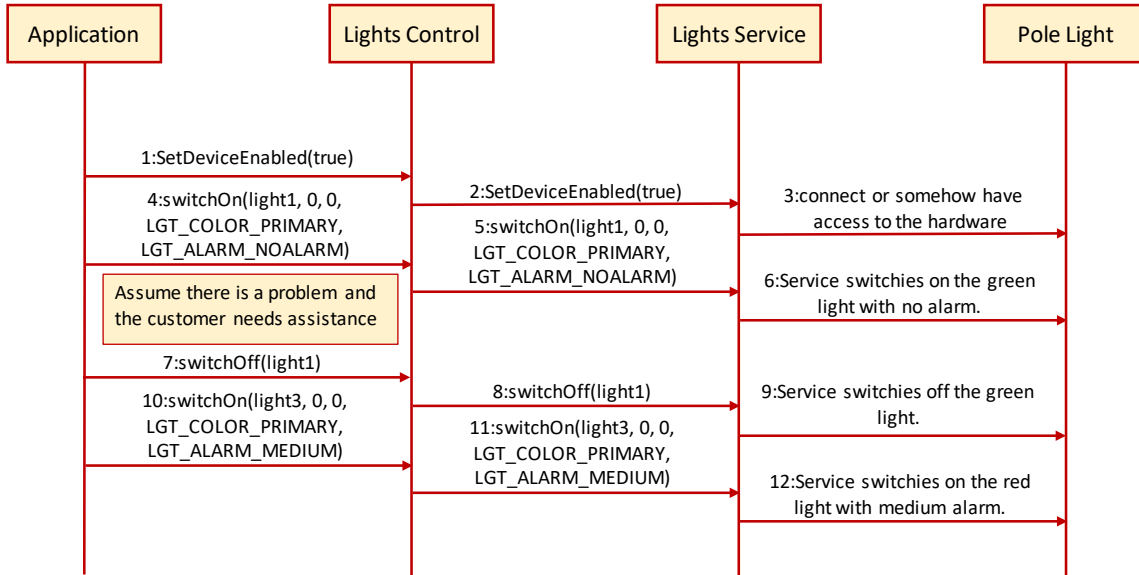 Application
Lights Control
Lights Service
Pole Light
1:SetDeviceEnabled(true)
2:SetDeviceEnabled(true)
3:connect or somehow have
access to the hardware
4:switchOn(light1, 0, 0,
LGT_COLOR_PRIMARY,
LGT_ALARM_NOALARM)
5:switchOn(light1, 0, 0,
LGT_COLOR_PRIMARY,
LGT_ALARM_NOALARM)
6:Service switchies on the green
light with no alarm.
Assume there is a problem and
the customer needs assistance
7:switchOff(light1)
8:switchOff(light1)
9:Service switchies off the green
light.
10:switchOn(light3, 0, 0,
LGT_COLOR_PRIMARY,
LGT_ALARM_MEDIUM)
11:switchOn(light3, 0, 0,
LGT_COLOR_PRIMARY,
LGT_ALARM_MEDIUM)
12:Service switchies on the red
light with medium alarm.